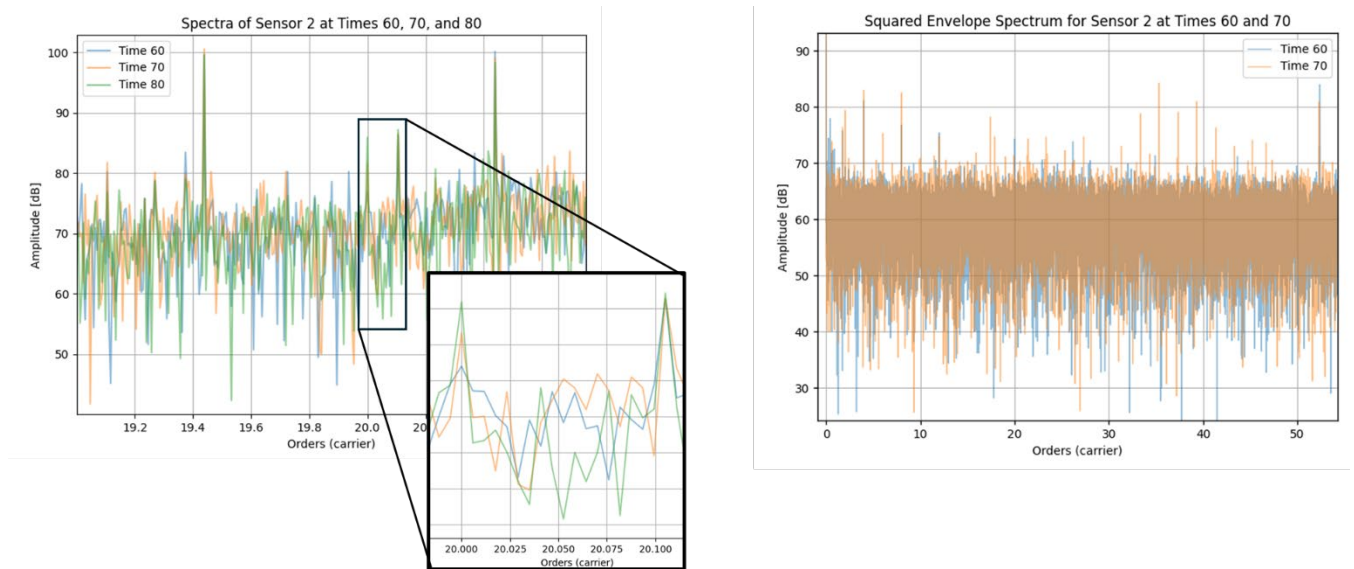 Spectra of Sensor 2 at Times 60, 70, and 80
100
90
80
70
60
50
Amplitude [dB]
Time 60
Time 70
Time 80
19.2
19.4
19.6
19.8
20.0
20
Orders (carrier)
20.000
20.025
20.050
20.075
20.100
Orders (carrier)
Squared Envelope Spectrum for Sensor 2 at Times 60 and 70
90
80
70
60
50
40
30
Amplitude [dB]
Time 60
Time 70
0
10
20
30
40
50
Orders (carrier)